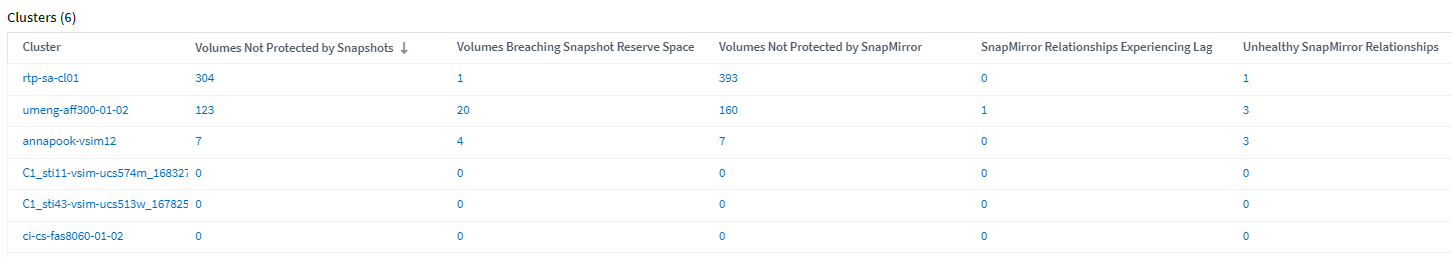 Clusters (6)
Cluster Volumes Not Protected by Snapshots ↓ Volumes Breaching Snapshot Reserve Space Volumes Not Protected by SnapMirror SnapMirror Relationships Experiencing Lag Unhealthy SnapMirror Relationships
rtp-sa-cl01 304 1 393 0 1
umeng-aff300-01-02 123 20 160 1 3
annapook-vsim12 7 4 7 0 3
C1_sti11-vsim-ucs574m_168327 0 0 0 0 0
C1_sti43-vsim-ucs513w_167825 0 0 0 0 0
ci-cs-fas8060-01-02 0 0 0 0 0